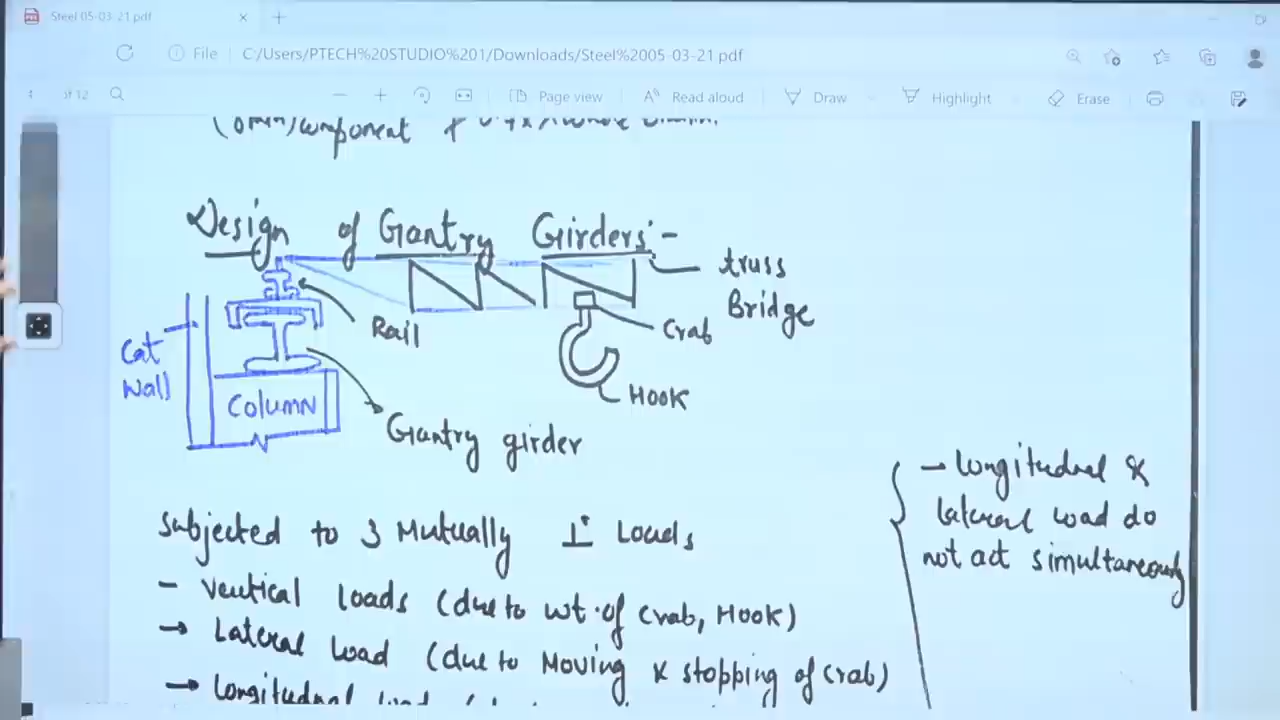 Steel 05-03-21.pdf
File C:/Users/PTECH%20STUDIO%201/Downloads/Steel%2005-03-21.pdf
of 12
Page view
Read aloud
Draw
Highlight
Erase
component
Design of Gantry Girders:-
truss
Bridge
Rail
Crab
Cat
Wall
HOOK
COLUMN
Gantry girder
→ longitudnal &
lateral load do
not act simultaneously
Subjected to 3 Mutually ⊥r Loads
- Vertical loads (due to wt. of Crab, HOOK)
→ Lateral Load (due to Moving & stopping of Crab)
→ Longitudnal